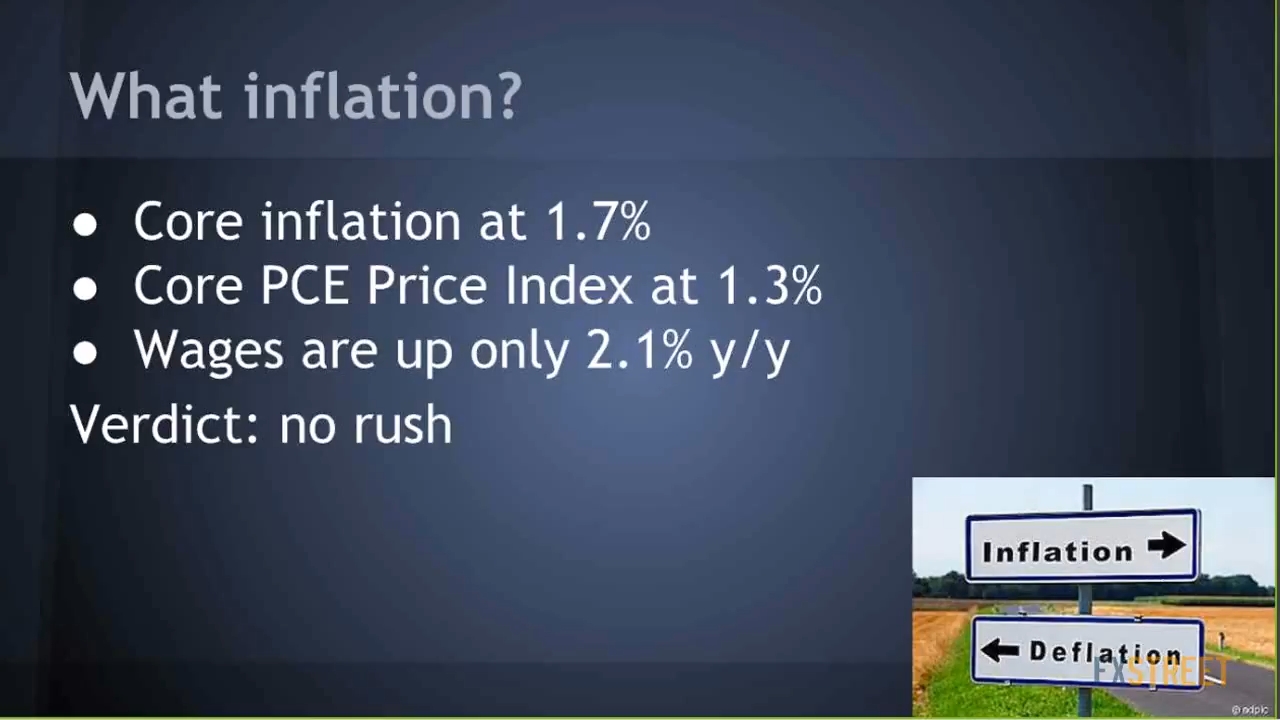 What inflation?
● Core inflation at 1.7%
● Core PCE Price Index at 1.3%
● Wages are up only 2.1% y/y
Verdict: no rush
Inflation
Deflation
FXSTREET
@ndpic